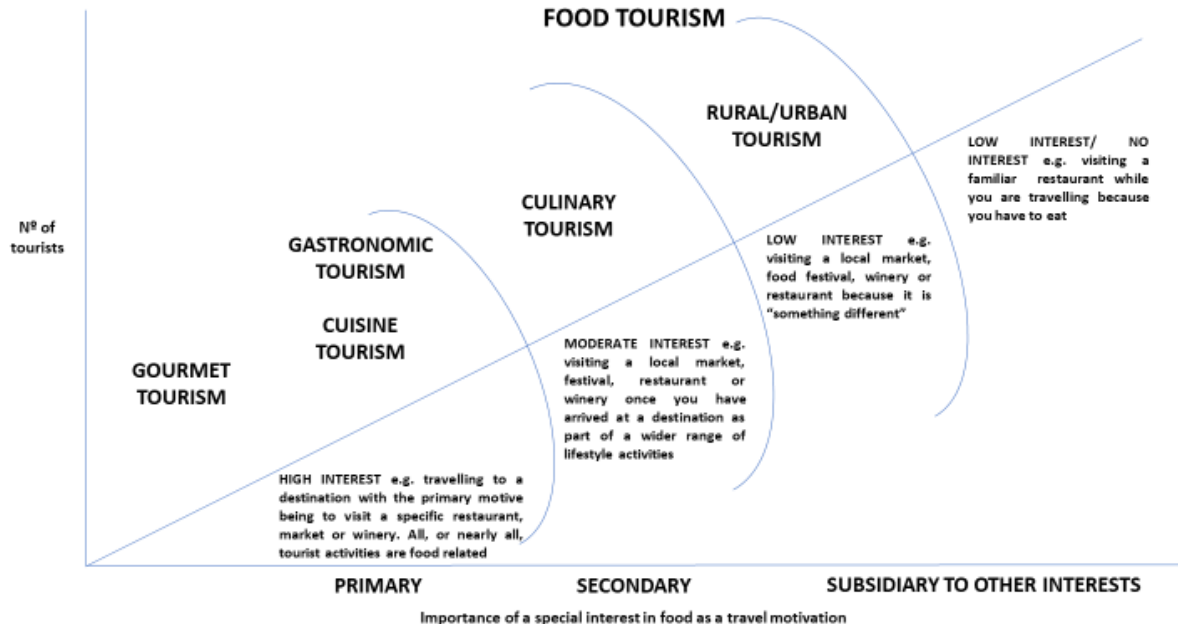 FOOD TOURISM
RURAL/URBAN
TOURISM
LOW INTEREST/ NO
INTEREST e.g. visiting a
familiar restaurant while
you are travelling because
you have to eat
CULINARY
TOURISM
Nº of
tourists
GASTRONOMIC
TOURISM
LOW INTEREST e.g.
visiting a local market,
food festival, winery or
restaurant because it is
"something different"
CUISINE
TOURISM
MODERATE INTEREST e.g.
visiting a local market,
festival, restaurant or
winery once you have
arrived at a destination as
part of a wider range of
lifestyle activities
GOURMET
TOURISM
HIGH INTEREST e.g. travelling to a
destination with the primary motive
being to visit a specific restaurant,
market or winery. All, or nearly all,
tourist activities are food related
PRIMARY
SECONDARY
SUBSIDIARY TO OTHER INTERESTS
Importance of a special interest in food as a travel motivation